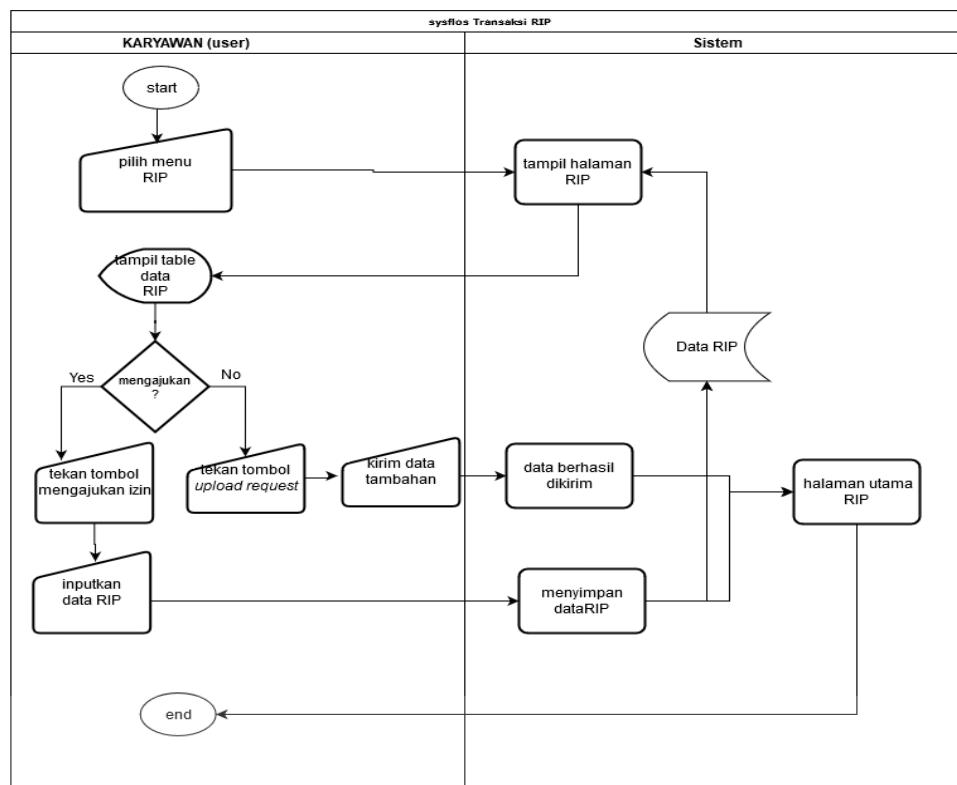 sysflos Transaksi RIP
KARYAWAN (user)
Sistem
start
pilih menu
RIP
tampil halaman
RIP
tampil table
data
RIP
Data RIP
mengajukan
?
Yes
No
tekan tombol
mengajukan izin
tekan tombol
upload request
kirim data
tambahan
data berhasil
dikirim
halaman utama
RIP
inputkan
data RIP
menyimpan
dataRIP
end